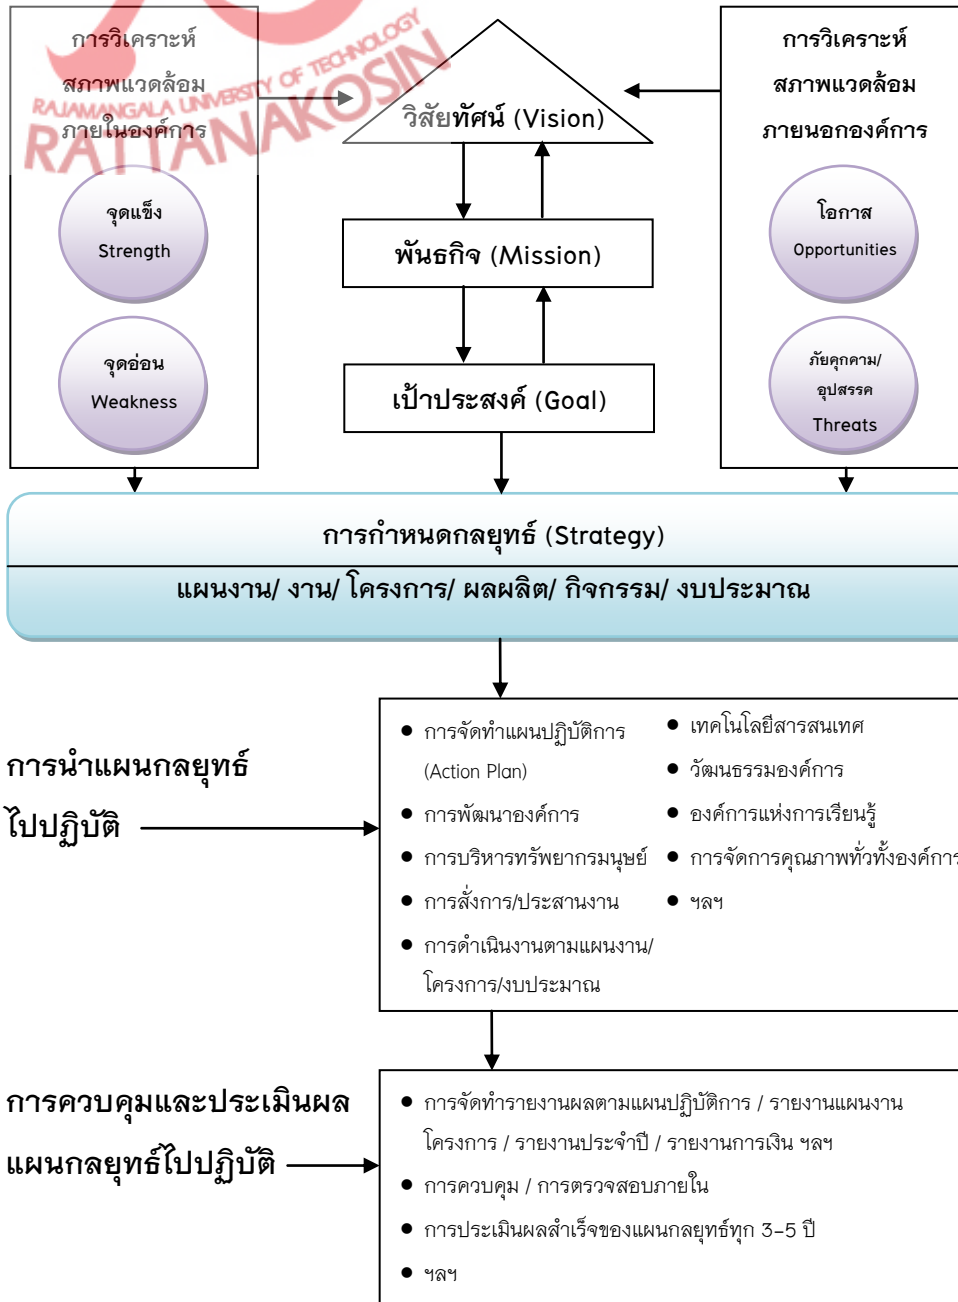 การวิเคราะห์
สภาพแวดล้อม
ภายในองค์การ
จุดแข็ง
Strength
จุดอ่อน
Weakness
RAJAMANGALA UNIVERSITY OF TECHNOLOGY
RATTANAKOSIN
วิสัยทัศน์ (Vision)
พันธกิจ (Mission)
เป้าประสงค์ (Goal)
การวิเคราะห์
สภาพแวดล้อม
ภายนอกองค์การ
โอกาส
Opportunities
ภัยคุกคาม/
อุปสรรค
Threats
การกำหนดกลยุทธ์ (Strategy)
แผนงาน/ งาน/ โครงการ/ ผลผลิต/ กิจกรรม/ งบประมาณ
การนำแผนกลยุทธ์
ไปปฏิบัติ
● การจัดทำแผนปฏิบัติการ
(Action Plan)
● การพัฒนาองค์การ
● การบริหารทรัพยากรมนุษย์
● การสั่งการ/ประสานงาน
● การดำเนินงานตามแผนงาน/
โครงการ/งบประมาณ
● เทคโนโลยีสารสนเทศ
● วัฒนธรรมองค์การ
● องค์การแห่งการเรียนรู้
● การจัดการคุณภาพทั่วทั้งองค์การ
● ฯลฯ
การควบคุมและประเมินผล
แผนกลยุทธ์ไปปฏิบัติ
● การจัดทำรายงานผลตามแผนปฏิบัติการ / รายงานแผนงาน
โครงการ / รายงานประจำปี / รายงานการเงิน ฯลฯ
● การควบคุม / การตรวจสอบภายใน
● การประเมินผลสำเร็จของแผนกลยุทธ์ทุก 3-5 ปี
● ฯลฯ